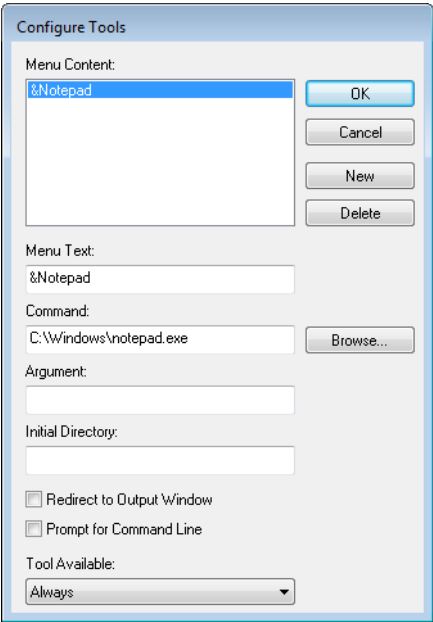 Configure Tools
Menu Content:
&Notepad
OK
Cancel
New
Delete
Menu Text:
&Notepad
Command:
C:\Windows\notepad.exe
Browse...
Argument:
Initial Directory:
Redirect to Output Window
Prompt for Command Line
Tool Available:
Always